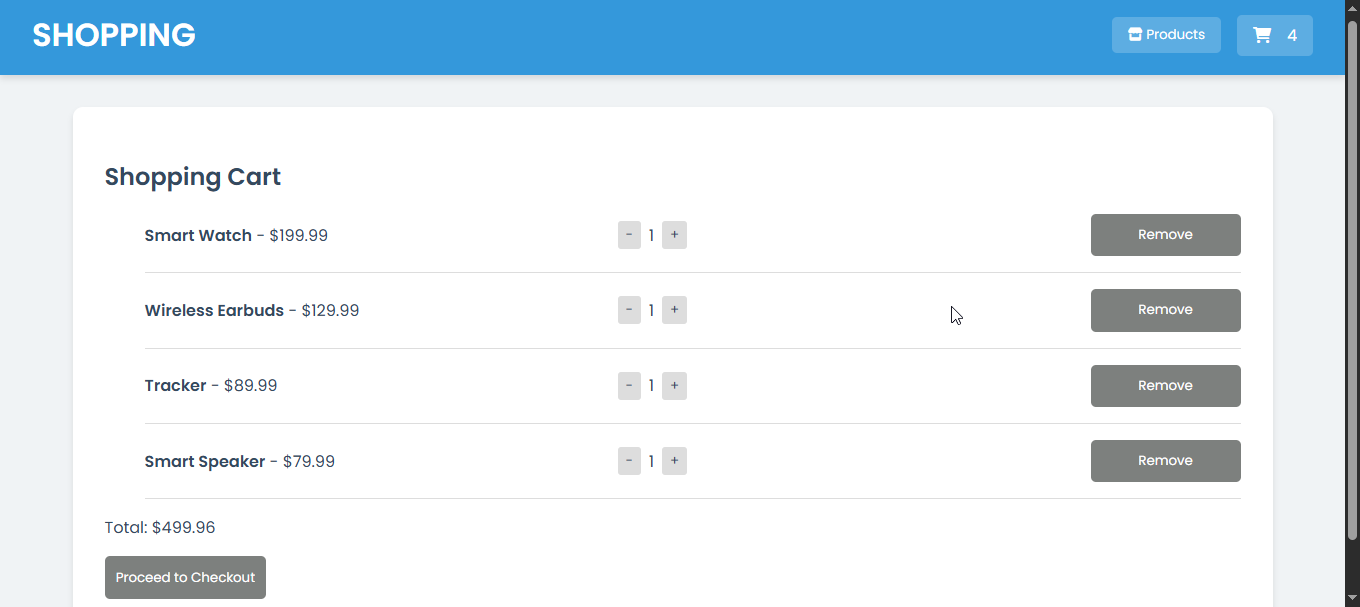 SHOPPING
Products
4
Shopping Cart
Smart Watch - $199.99 - 1 + Remove
Wireless Earbuds - $129.99 - 1 + Remove
Tracker - $89.99 - 1 + Remove
Smart Speaker - $79.99 - 1 + Remove
Total: $499.96
Proceed to Checkout